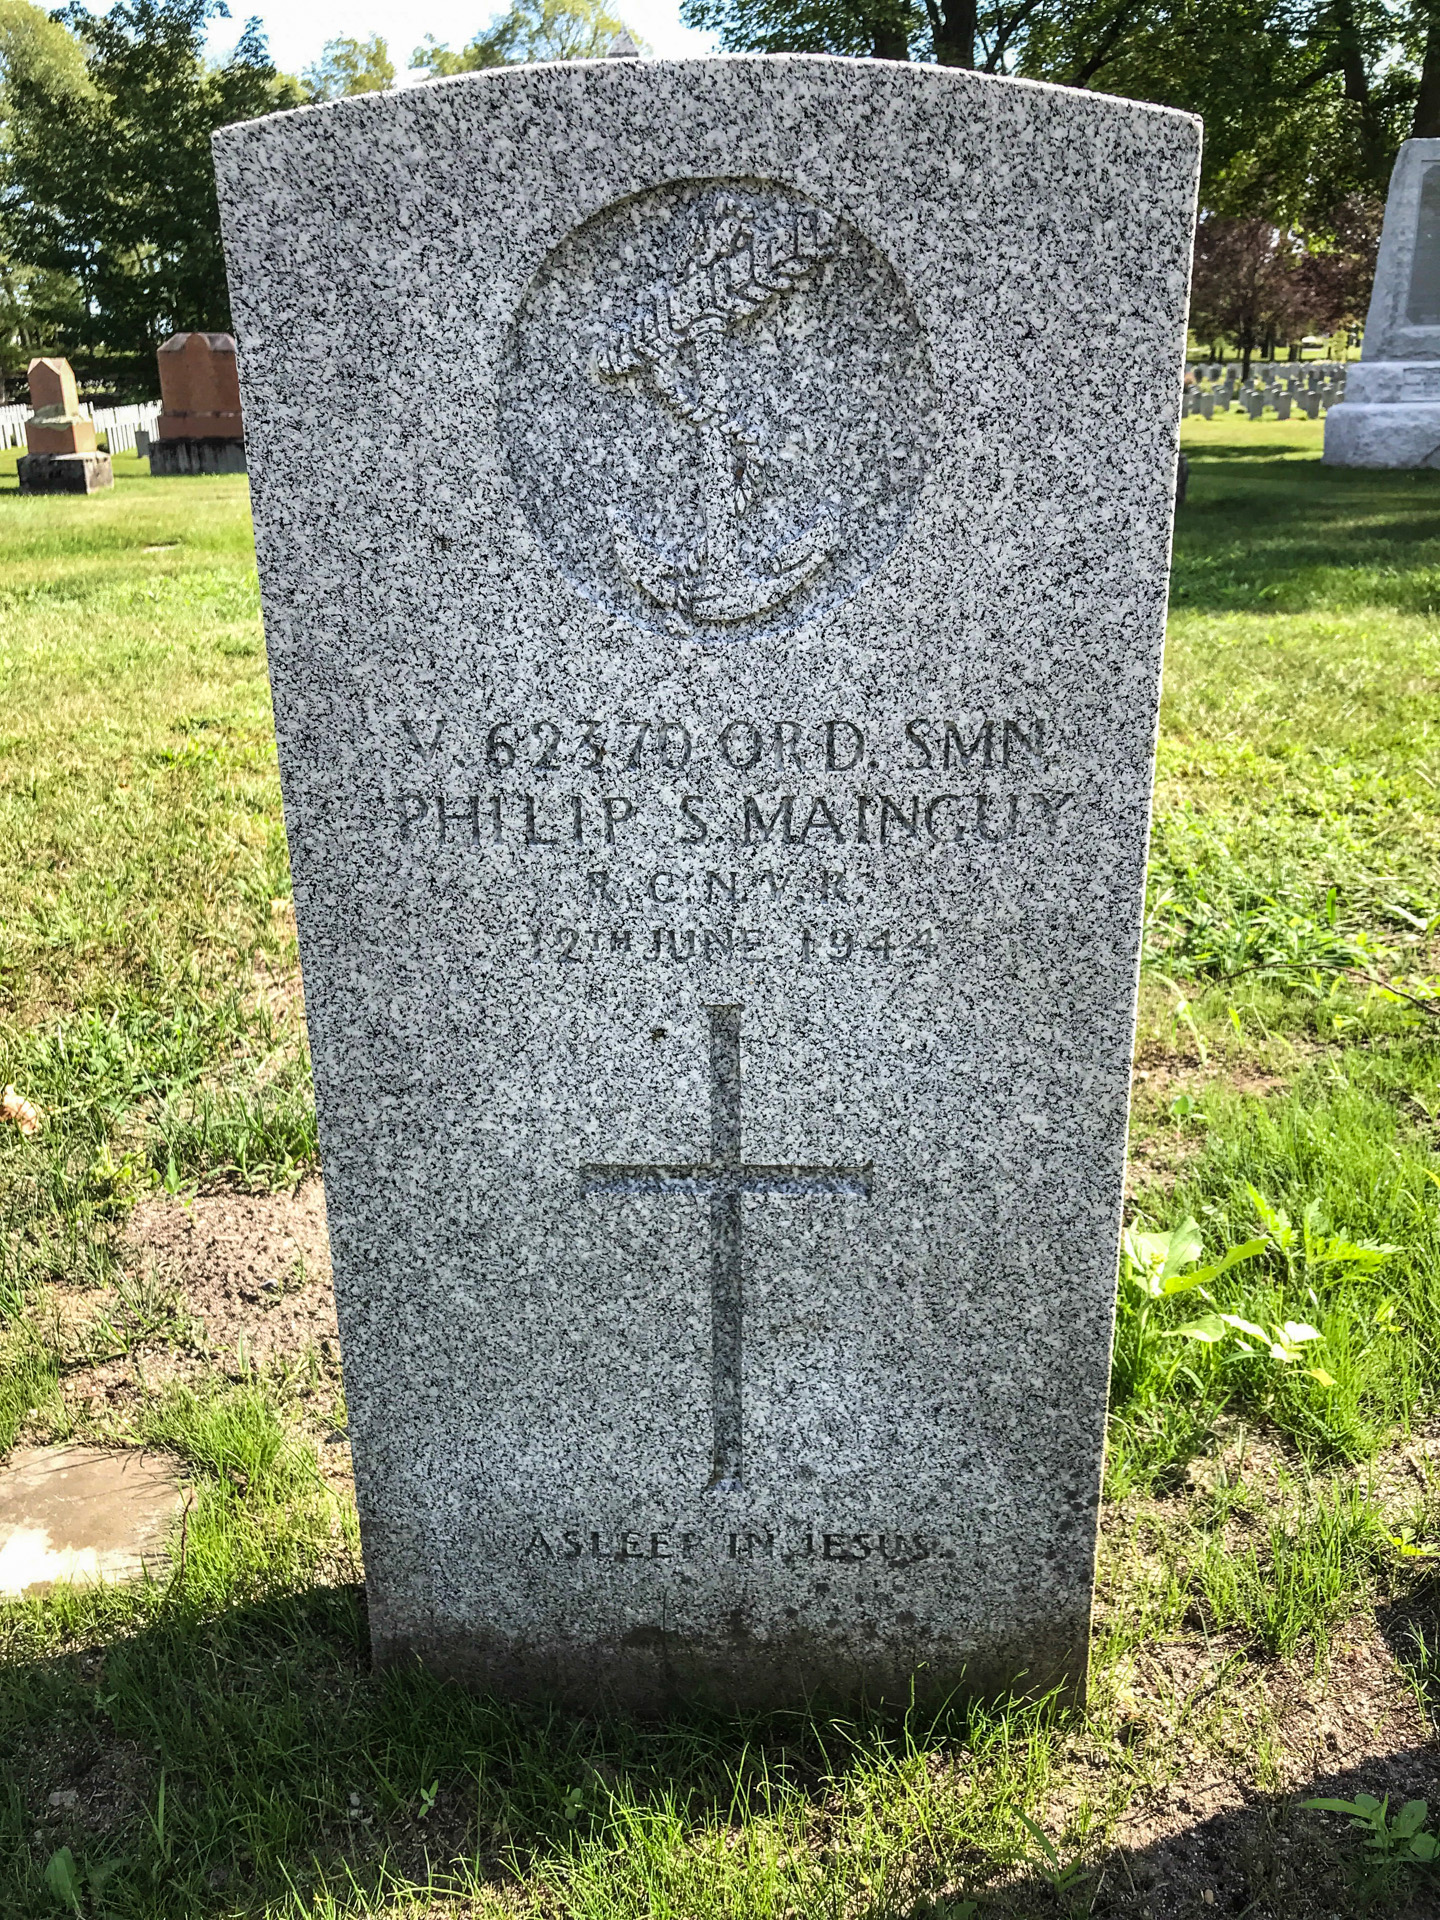 V. 62370 ORD. SMN.
PHILIP S. MAINGUY
R.C.N.V.R.
12TH JUNE 1944
ASLEEP IN JESUS